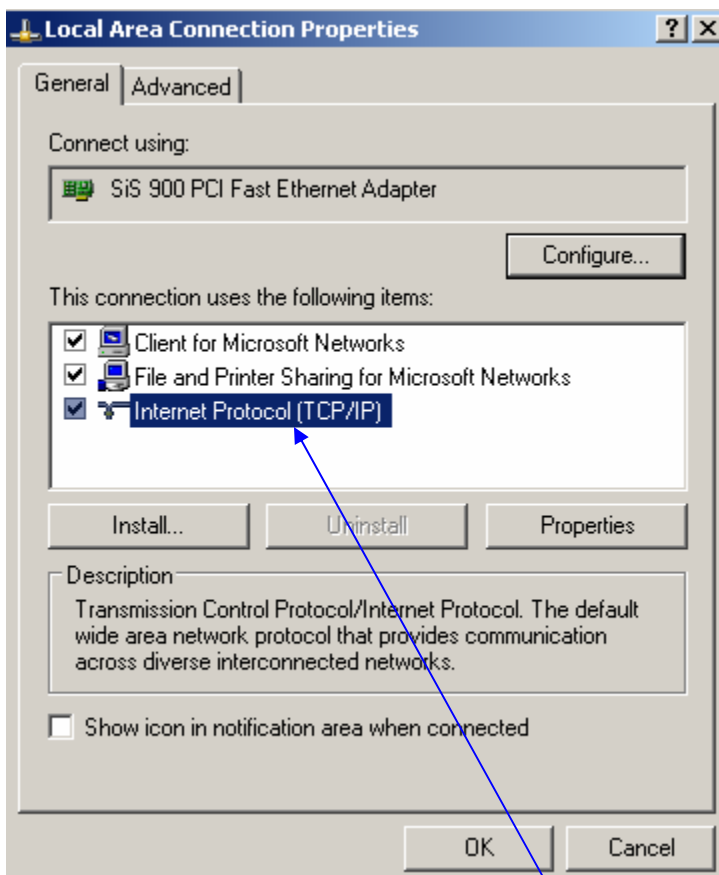 Local Area Connection Properties
General Advanced
Connect using:
SiS 900 PCI Fast Ethernet Adapter
Configure...
This connection uses the following items:
Client for Microsoft Networks
File and Printer Sharing for Microsoft Networks
Internet Protocol (TCP/IP)
Install... Uninstall Properties
Description
Transmission Control Protocol/Internet Protocol. The default
wide area network protocol that provides communication
across diverse interconnected networks.
Show icon in notification area when connected
OK Cancel